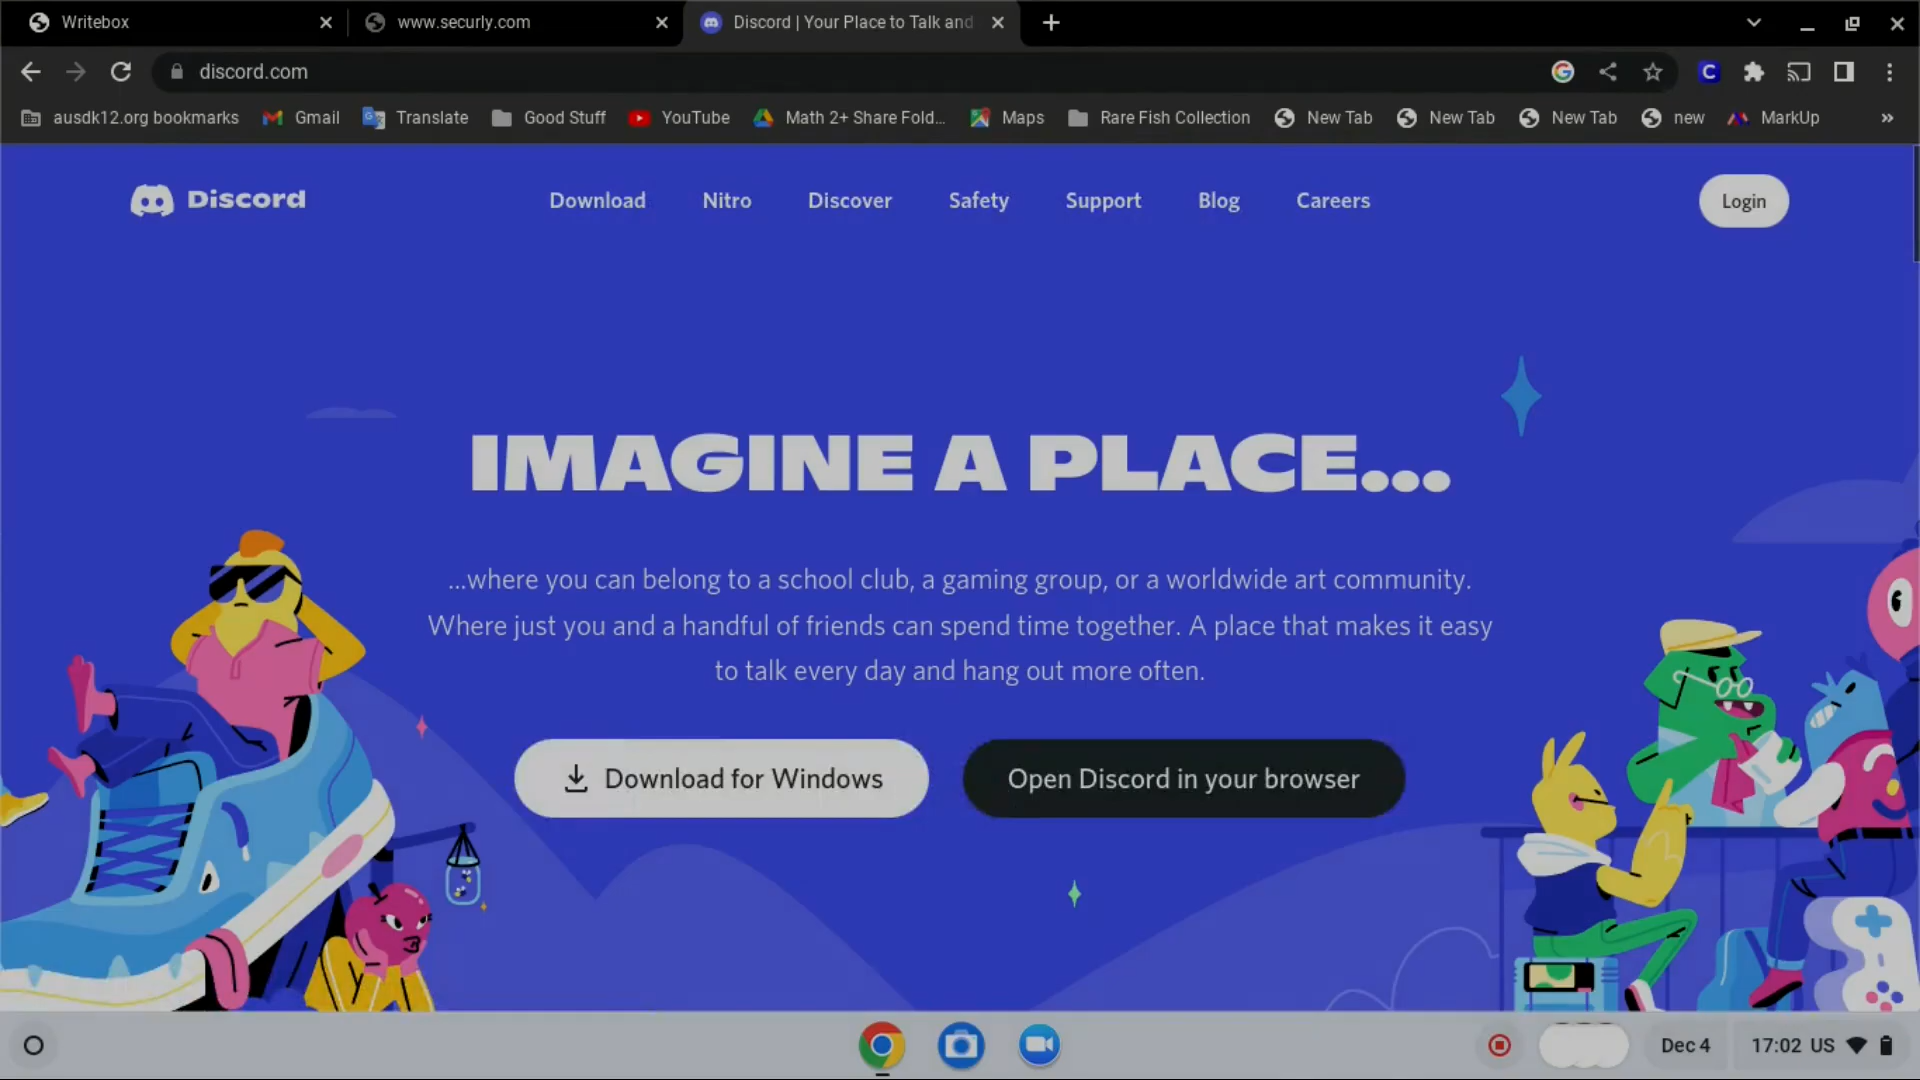 Writebox
www.securly.com
Discord | Your Place to Talk and
discord.com
ausdk12.org bookmarks
Gmail
Translate
Good Stuff
YouTube
Math 2+ Share Fold...
Maps
Rare Fish Collection
New Tab
New Tab
New Tab
new
MarkUp
Discord
Download
Nitro
Discover
Safety
Support
Blog
Careers
Login
IMAGINE A PLACE...
...where you can belong to a school club, a gaming group, or a worldwide art community.
Where just you and a handful of friends can spend time together. A place that makes it easy
to talk every day and hang out more often.
Download for Windows
Open Discord in your browser
Dec 4
17:02 US